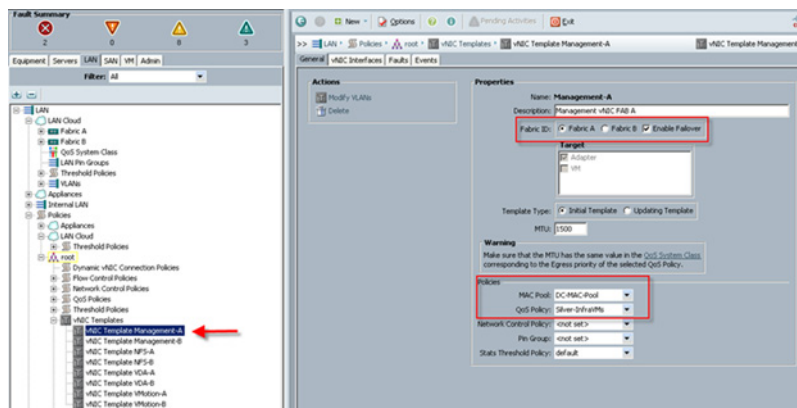 Fault Summary
2 0 8 3
Equipment Servers LAN SAN VM Admin
Filter: All
LAN
LAN Cloud
Fabric A
Fabric B
QoS System Class
LAN Pin Groups
Threshold Policies
VLANs
Appliances
Internal LAN
Policies
Appliances
LAN Cloud
Threshold Policies
root
Dynamic vNIC Connection Policies
Flow Control Policies
Network Control Policies
QoS Policies
Threshold Policies
vNIC Templates
vNIC Template Management-A
vNIC Template Management-B
vNIC Template NFS-A
vNIC Template NFS-B
vNIC Template VDA-A
vNIC Template VDA-B
vNIC Template VMotion-A
vNIC Template VMotion-B
New Options Pending Activities Exit
>> LAN Policies root vNIC Templates vNIC Template Management-A vNIC Template Management
General vNIC Interfaces Faults Events
Actions
Modify VLANs
Delete
Properties
Name: Management-A
Description: Management vNIC FAB A
Fabric ID: Fabric A Fabric B Enable Failover
Target
Adapter
VM
Template Type: Initial Template Updating Template
MTU: 1500
Warning
Make sure that the MTU has the same value in the QoS System Class
corresponding to the Egress priority of the selected QoS Policy.
Policies
MAC Pool: DC-MAC-Pool
QoS Policy: Silver-InfraVMs
Network Control Policy: <not set>
Pin Group: <not set>
Stats Threshold Policy: default